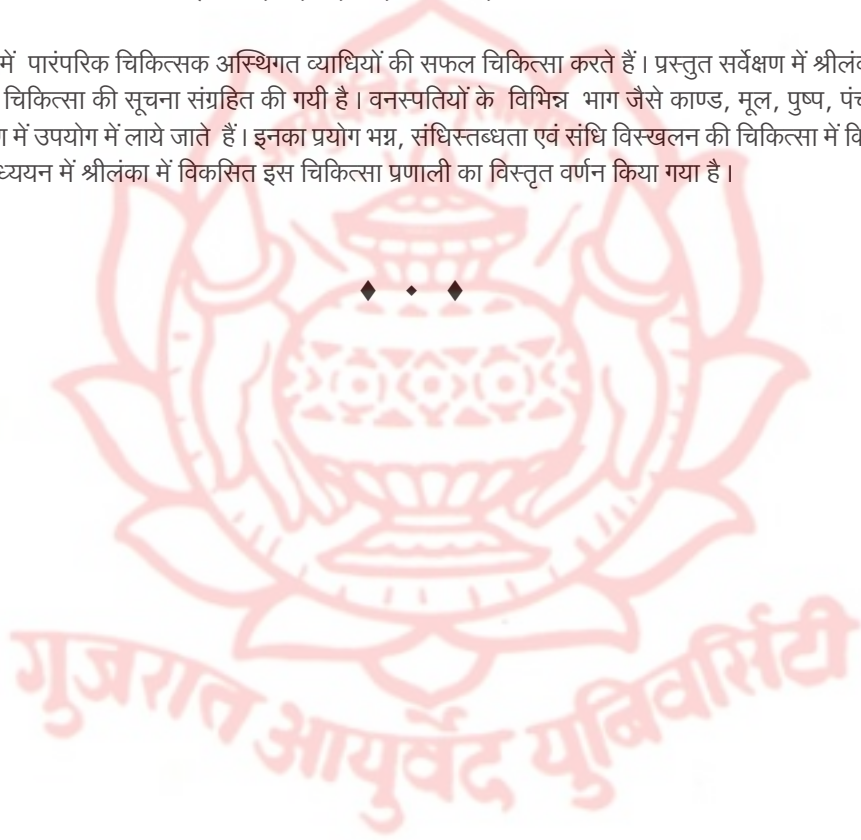 में पारंपरिक चिकित्सक अस्थिगत व्याधियों की सफल चिकित्सा करते हैं। प्रस्तुत सर्वेक्षण में
चिकित्सा की सूचना संग्रहित की गयी है। वनस्पतियों के विभिन्न भाग जैसे काण्ड, मूल, पुष्प,
में उपयोग में लाये जाते हैं। इनका प्रयोग भग्न, संधिस्तब्धता एवं संधि विस्खलन की चिकित्सा में
में श्रीलंका में विकसित इस चिकित्सा प्रणाली का विस्तृत वर्णन किया गया है।
गुजरात आयुर्वेद युनिवर्सिटी